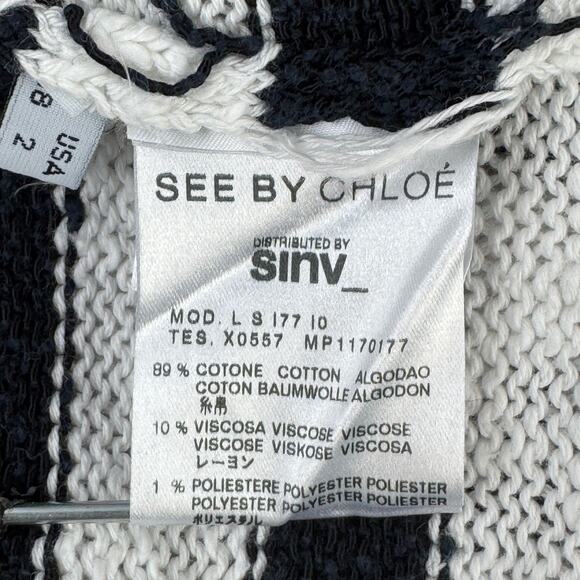 USA
8 2
SEE BY CHLOÉ
DISTRIBUTED BY
sinv_
MOD. L S 177 10
TES. X0557 MP1170177
89 % COTONE COTTON ALGODAO
COTON BAUMWOLLE ALGODON
糸帛
10 % VISCOSA VISCOSE VISCOSE
VISCOSE VISKOSE VISCOSA
レーヨン
1 % POLIESTERE POLYESTER POLIESTER
POLYESTER POLYESTER POLIESTER
ポリエステル